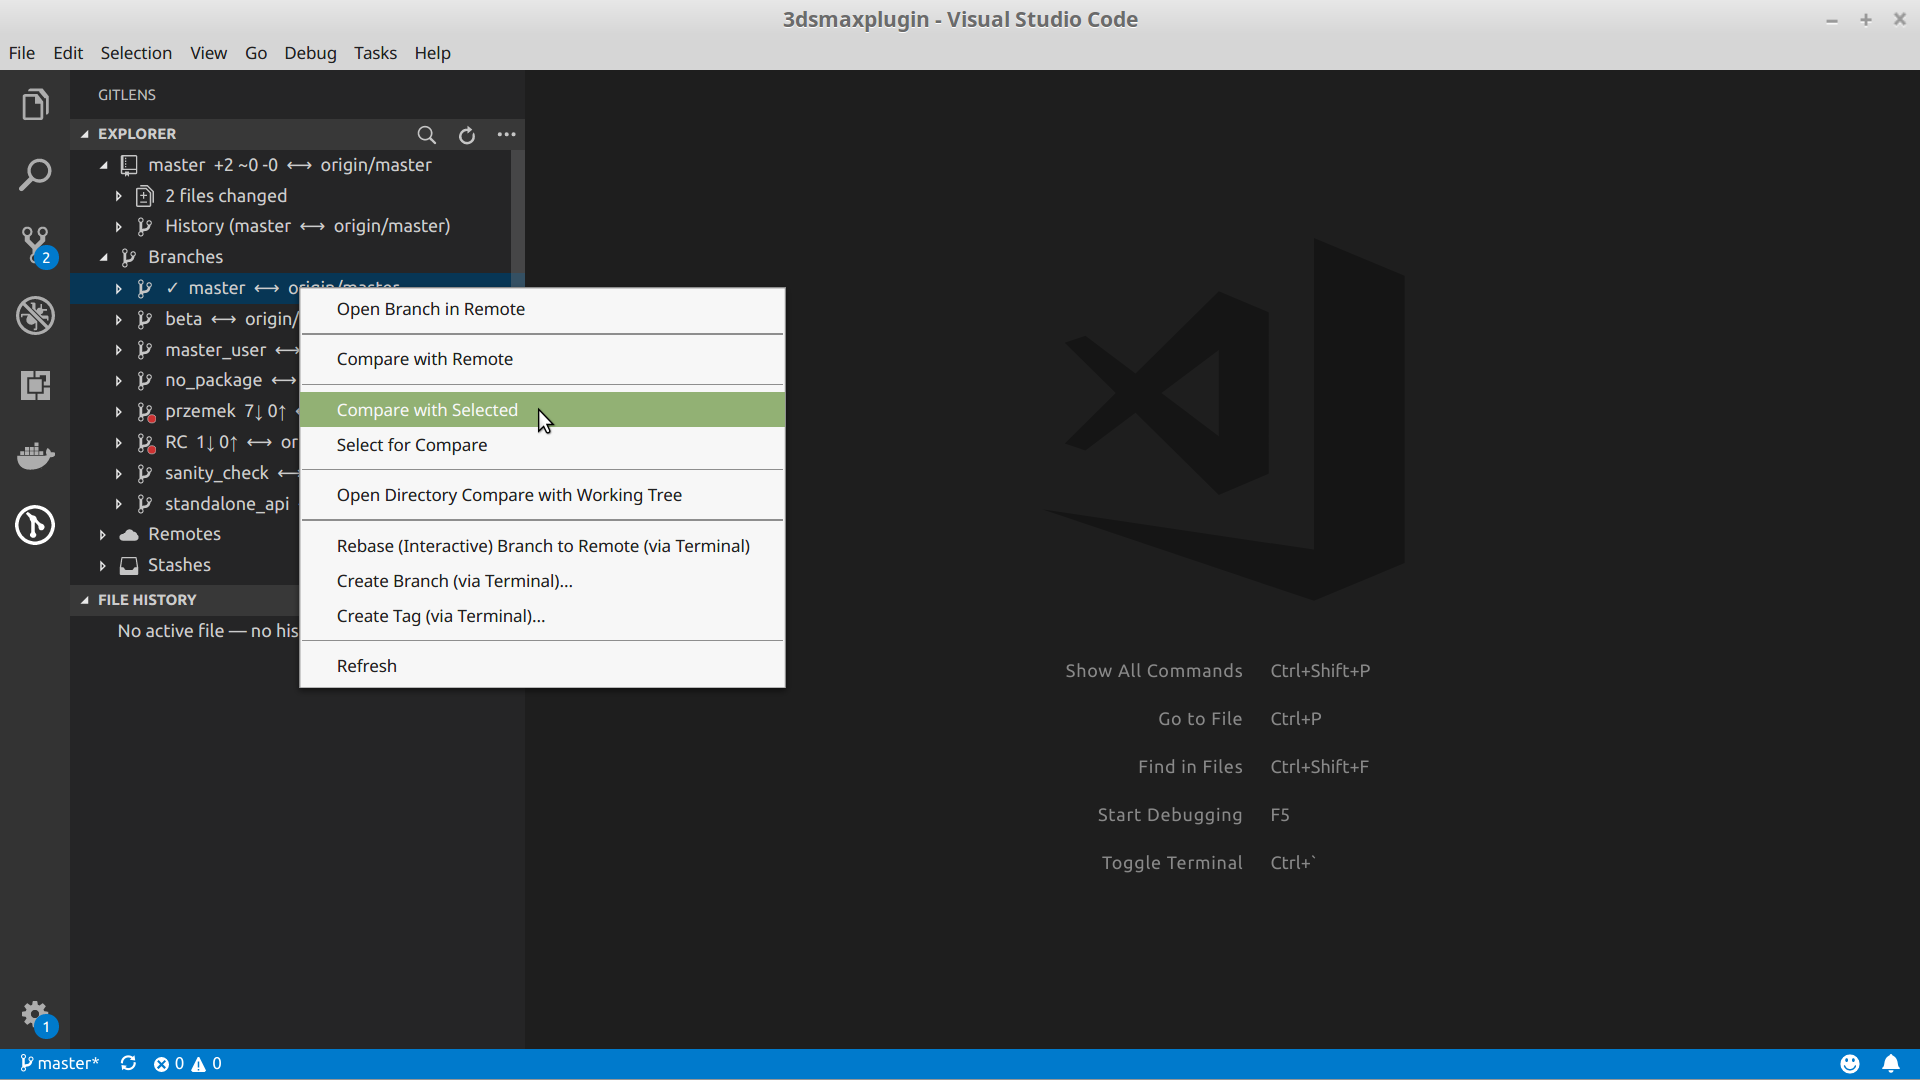 3dsmaxplugin - Visual Studio Code
File Edit Selection View Go Debug Tasks Help
GITLENS
EXPLORER
master +2 ~0 -0 ⟷ origin/master
2 files changed
History (master ⟷ origin/master)
Branches
✓ master ⟷ origin/master
beta ⟷ origin/
master_user ⟷
no_package ⟷
przemek 7↓ 0↑
RC 1↓ 0↑ ⟷ or
sanity_check ⟷
standalone_api
Remotes
Stashes
FILE HISTORY
No active file — no his
Open Branch in Remote
Compare with Remote
Compare with Selected
Select for Compare
Open Directory Compare with Working Tree
Rebase (Interactive) Branch to Remote (via Terminal)
Create Branch (via Terminal)...
Create Tag (via Terminal)...
Refresh
Show All Commands Ctrl+Shift+P
Go to File Ctrl+P
Find in Files Ctrl+Shift+F
Start Debugging F5
Toggle Terminal Ctrl+`
2
1
master* 0 0